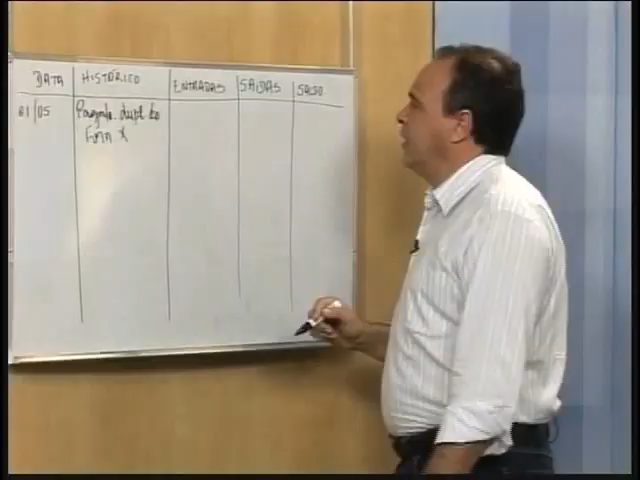 DATA HISTÓRICO ENTRADAS SAÍDAS SALDO
01/05 Pagto. dupl. da
Firma X